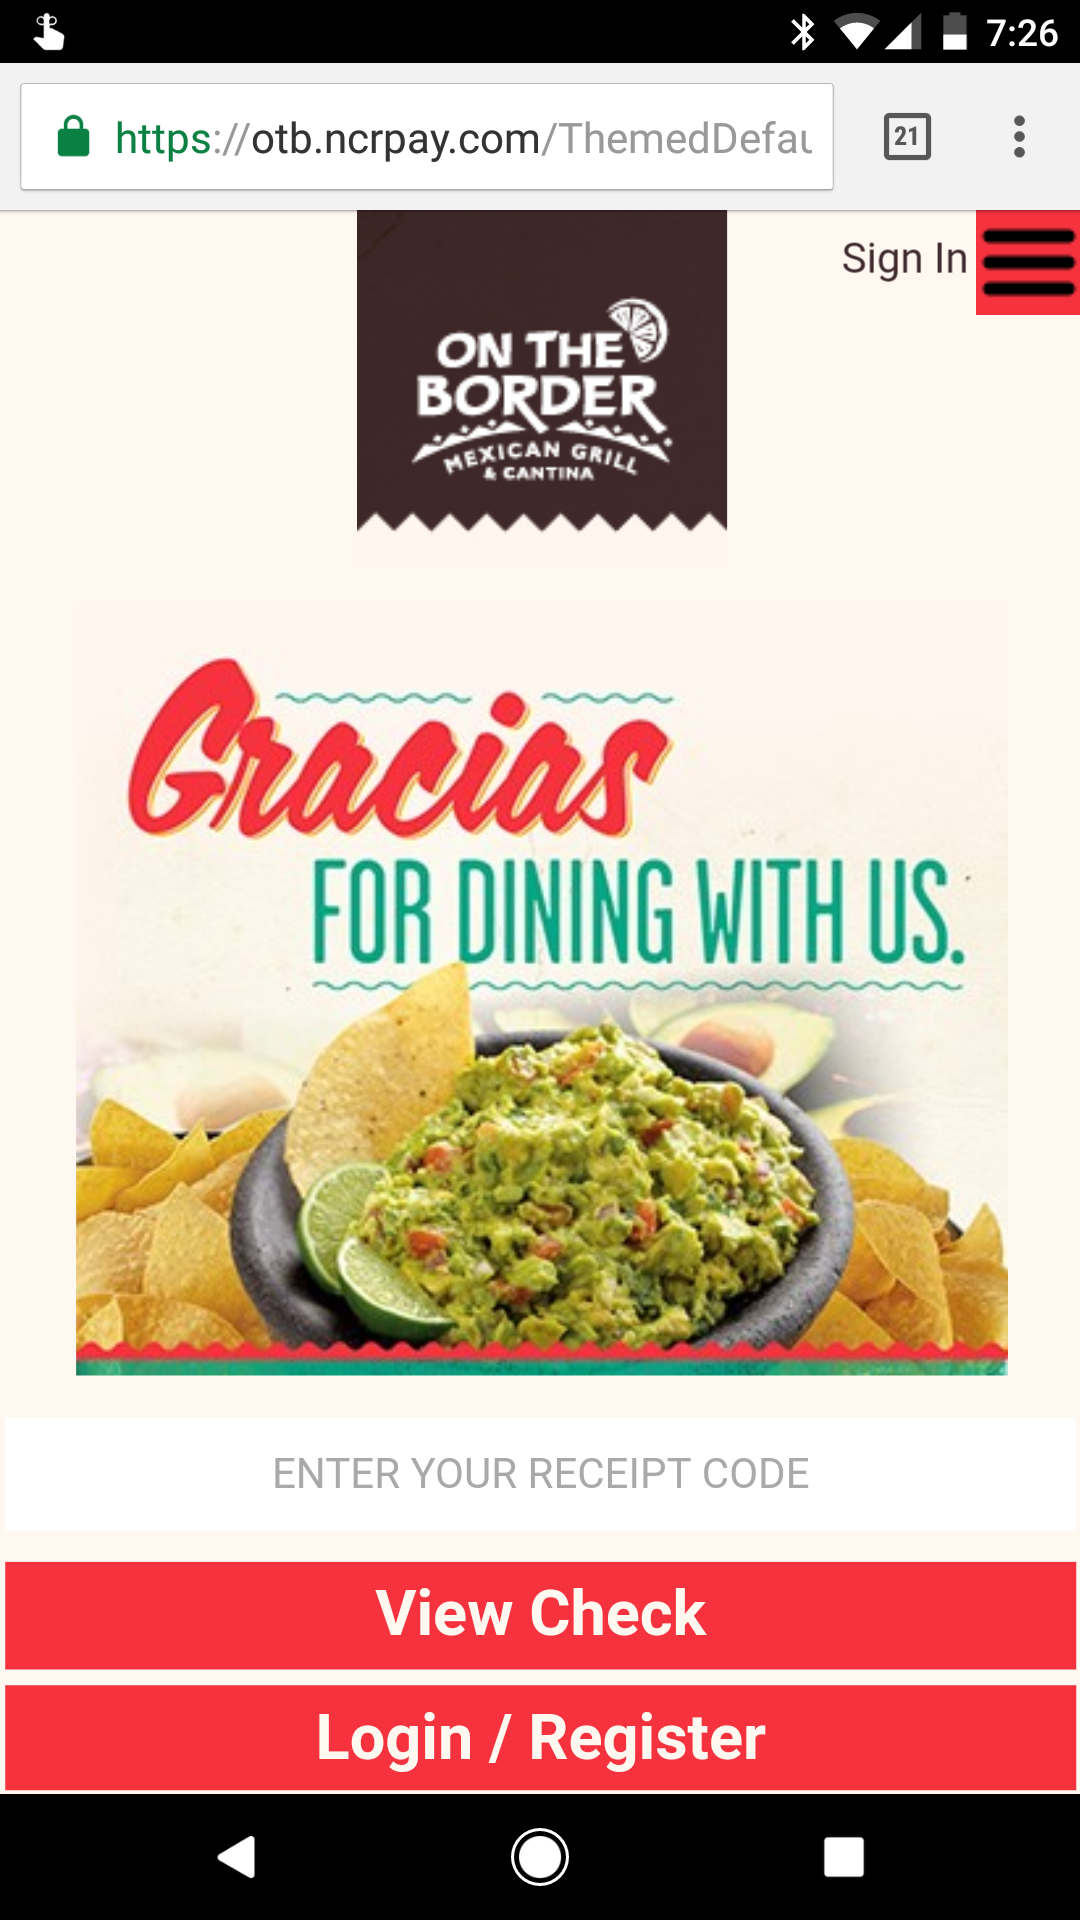 7:26
https://otb.ncrpay.com/ThemedDefau
21
Sign In
ON THE
BORDER
MEXICAN GRILL
& CANTINA
Gracias
FOR DINING WITH US.
ENTER YOUR RECEIPT CODE
View Check
Login / Register